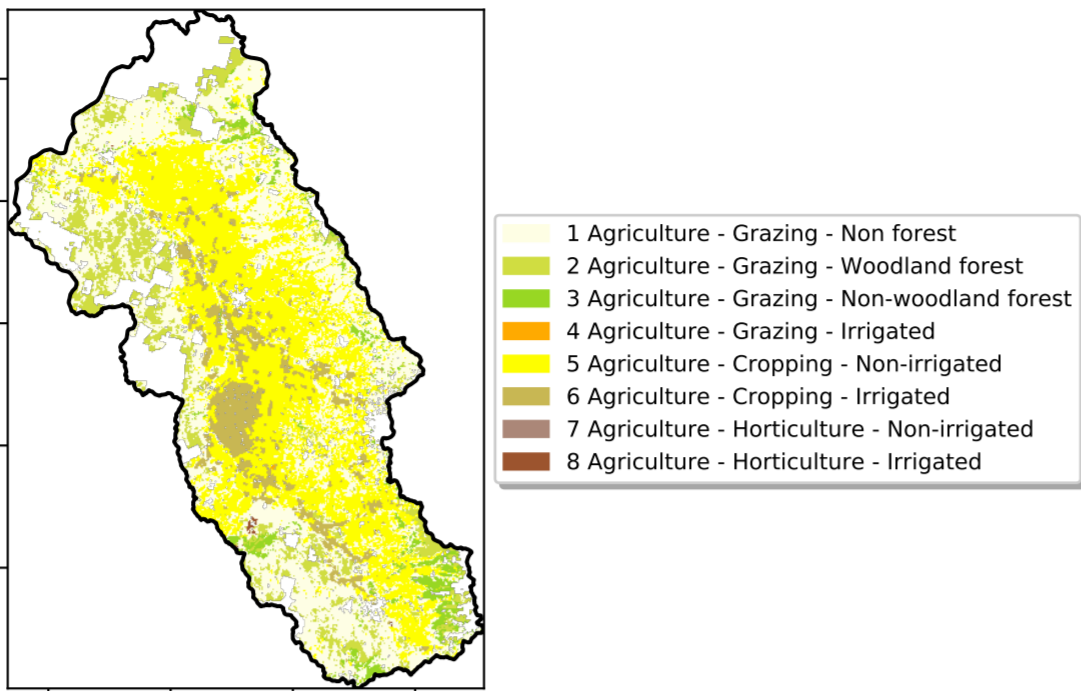 1 Agriculture - Grazing - Non forest
2 Agriculture - Grazing - Woodland forest
3 Agriculture - Grazing - Non-woodland forest
4 Agriculture - Grazing - Irrigated
5 Agriculture - Cropping - Non-irrigated
6 Agriculture - Cropping - Irrigated
7 Agriculture - Horticulture - Non-irrigated
8 Agriculture - Horticulture - Irrigated